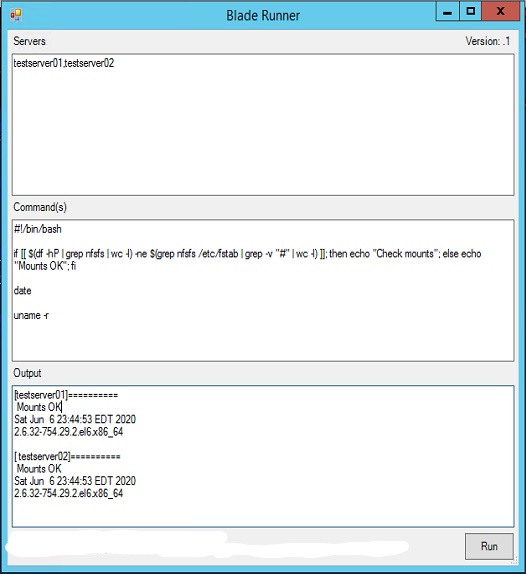 Blade Runner
Servers
Version: .1
testserver01,testserver02
Command(s)
#!/bin/bash
if [[ $(df -hP | grep nfsfs | wc -l) -ne $(grep nfsfs /etc/fstab | grep -v "#" | wc -l) ]]; then echo "Check mounts"; else echo
"Mounts OK"; fi
date
uname -r
Output
[testserver01]==========
Mounts OK
Sat Jun  6 23:44:53 EDT 2020
2.6.32-754.29.2.el6.x86_64
[ testserver02]==========
Mounts OK
Sat Jun  6 23:44:53 EDT 2020
2.6.32-754.29.2.el6.x86_64
Run